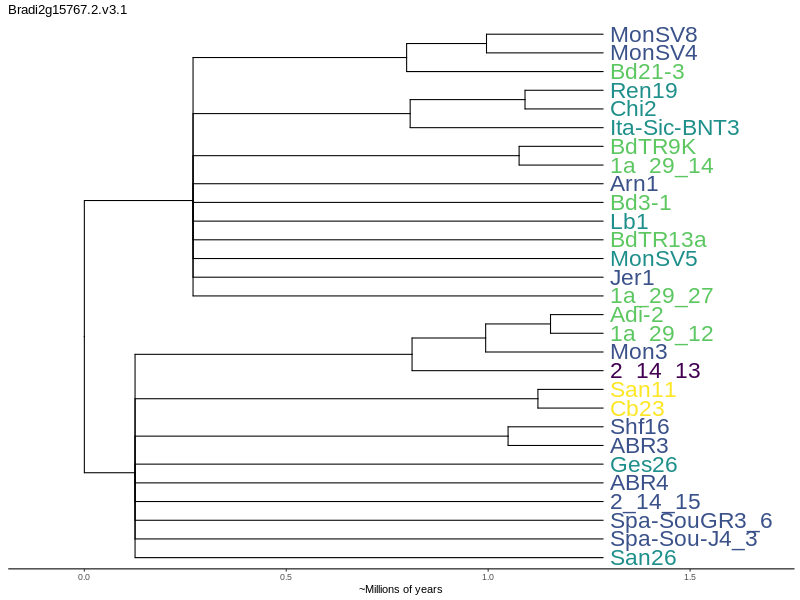 Bradi2g15767.2.v3.1
MonSV8
MonSV4
Bd21-3
Ren19
Chi2
Ita-Sic-BNT3
BdTR9K
1a_29_14
Arn1
Bd3-1
Lb1
BdTR13a
MonSV5
Jer1
1a_29_27
Adi-2
1a_29_12
Mon3
2_14_13
San11
Cb23
Shf16
ABR3
Ges26
ABR4
2_14_15
Spa-SouGR3_6
Spa-Sou-J4_3
San26
0.0 0.5 1.0 1.5
~Millions of years